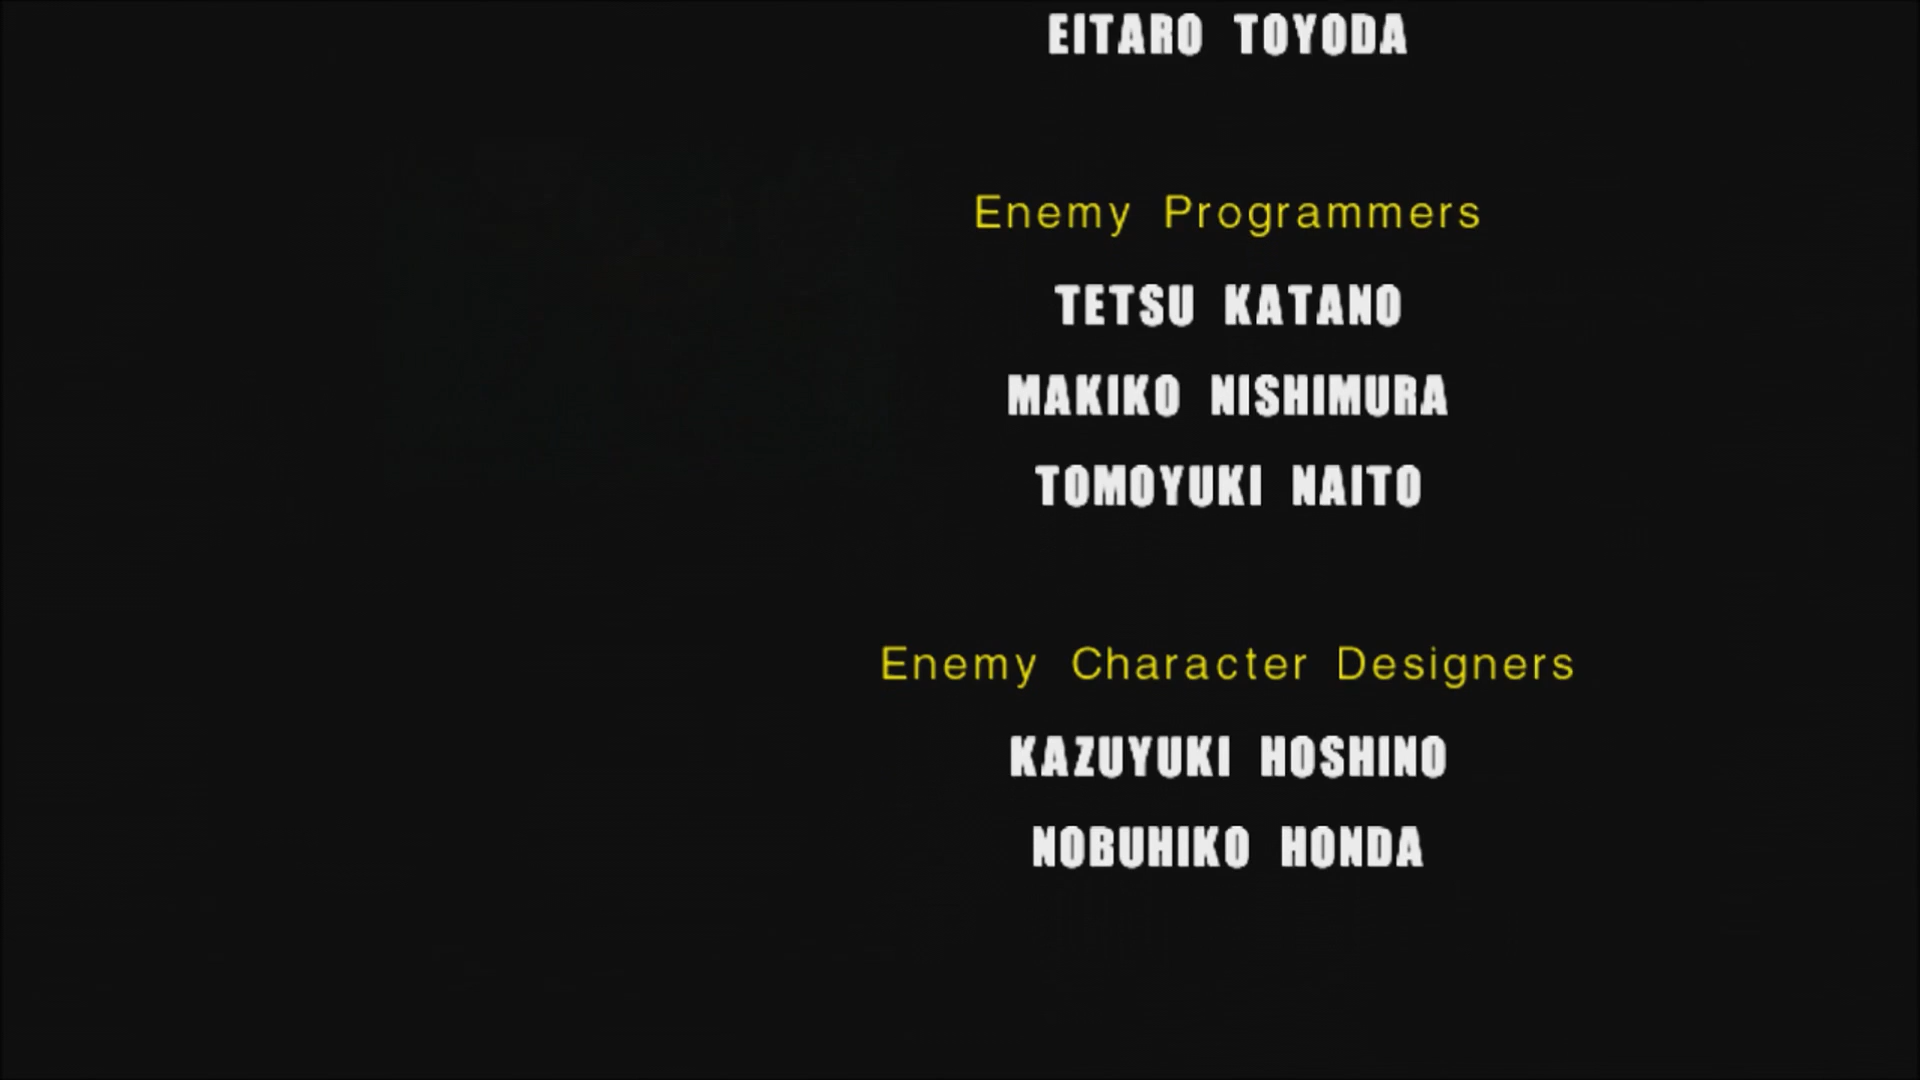 EITARO TOYODA
Enemy Programmers
TETSU KATANO
MAKIKO NISHIMURA
TOMOYUKI NAITO
Enemy Character Designers
KAZUYUKI HOSHINO
NOBUHIKO HONDA